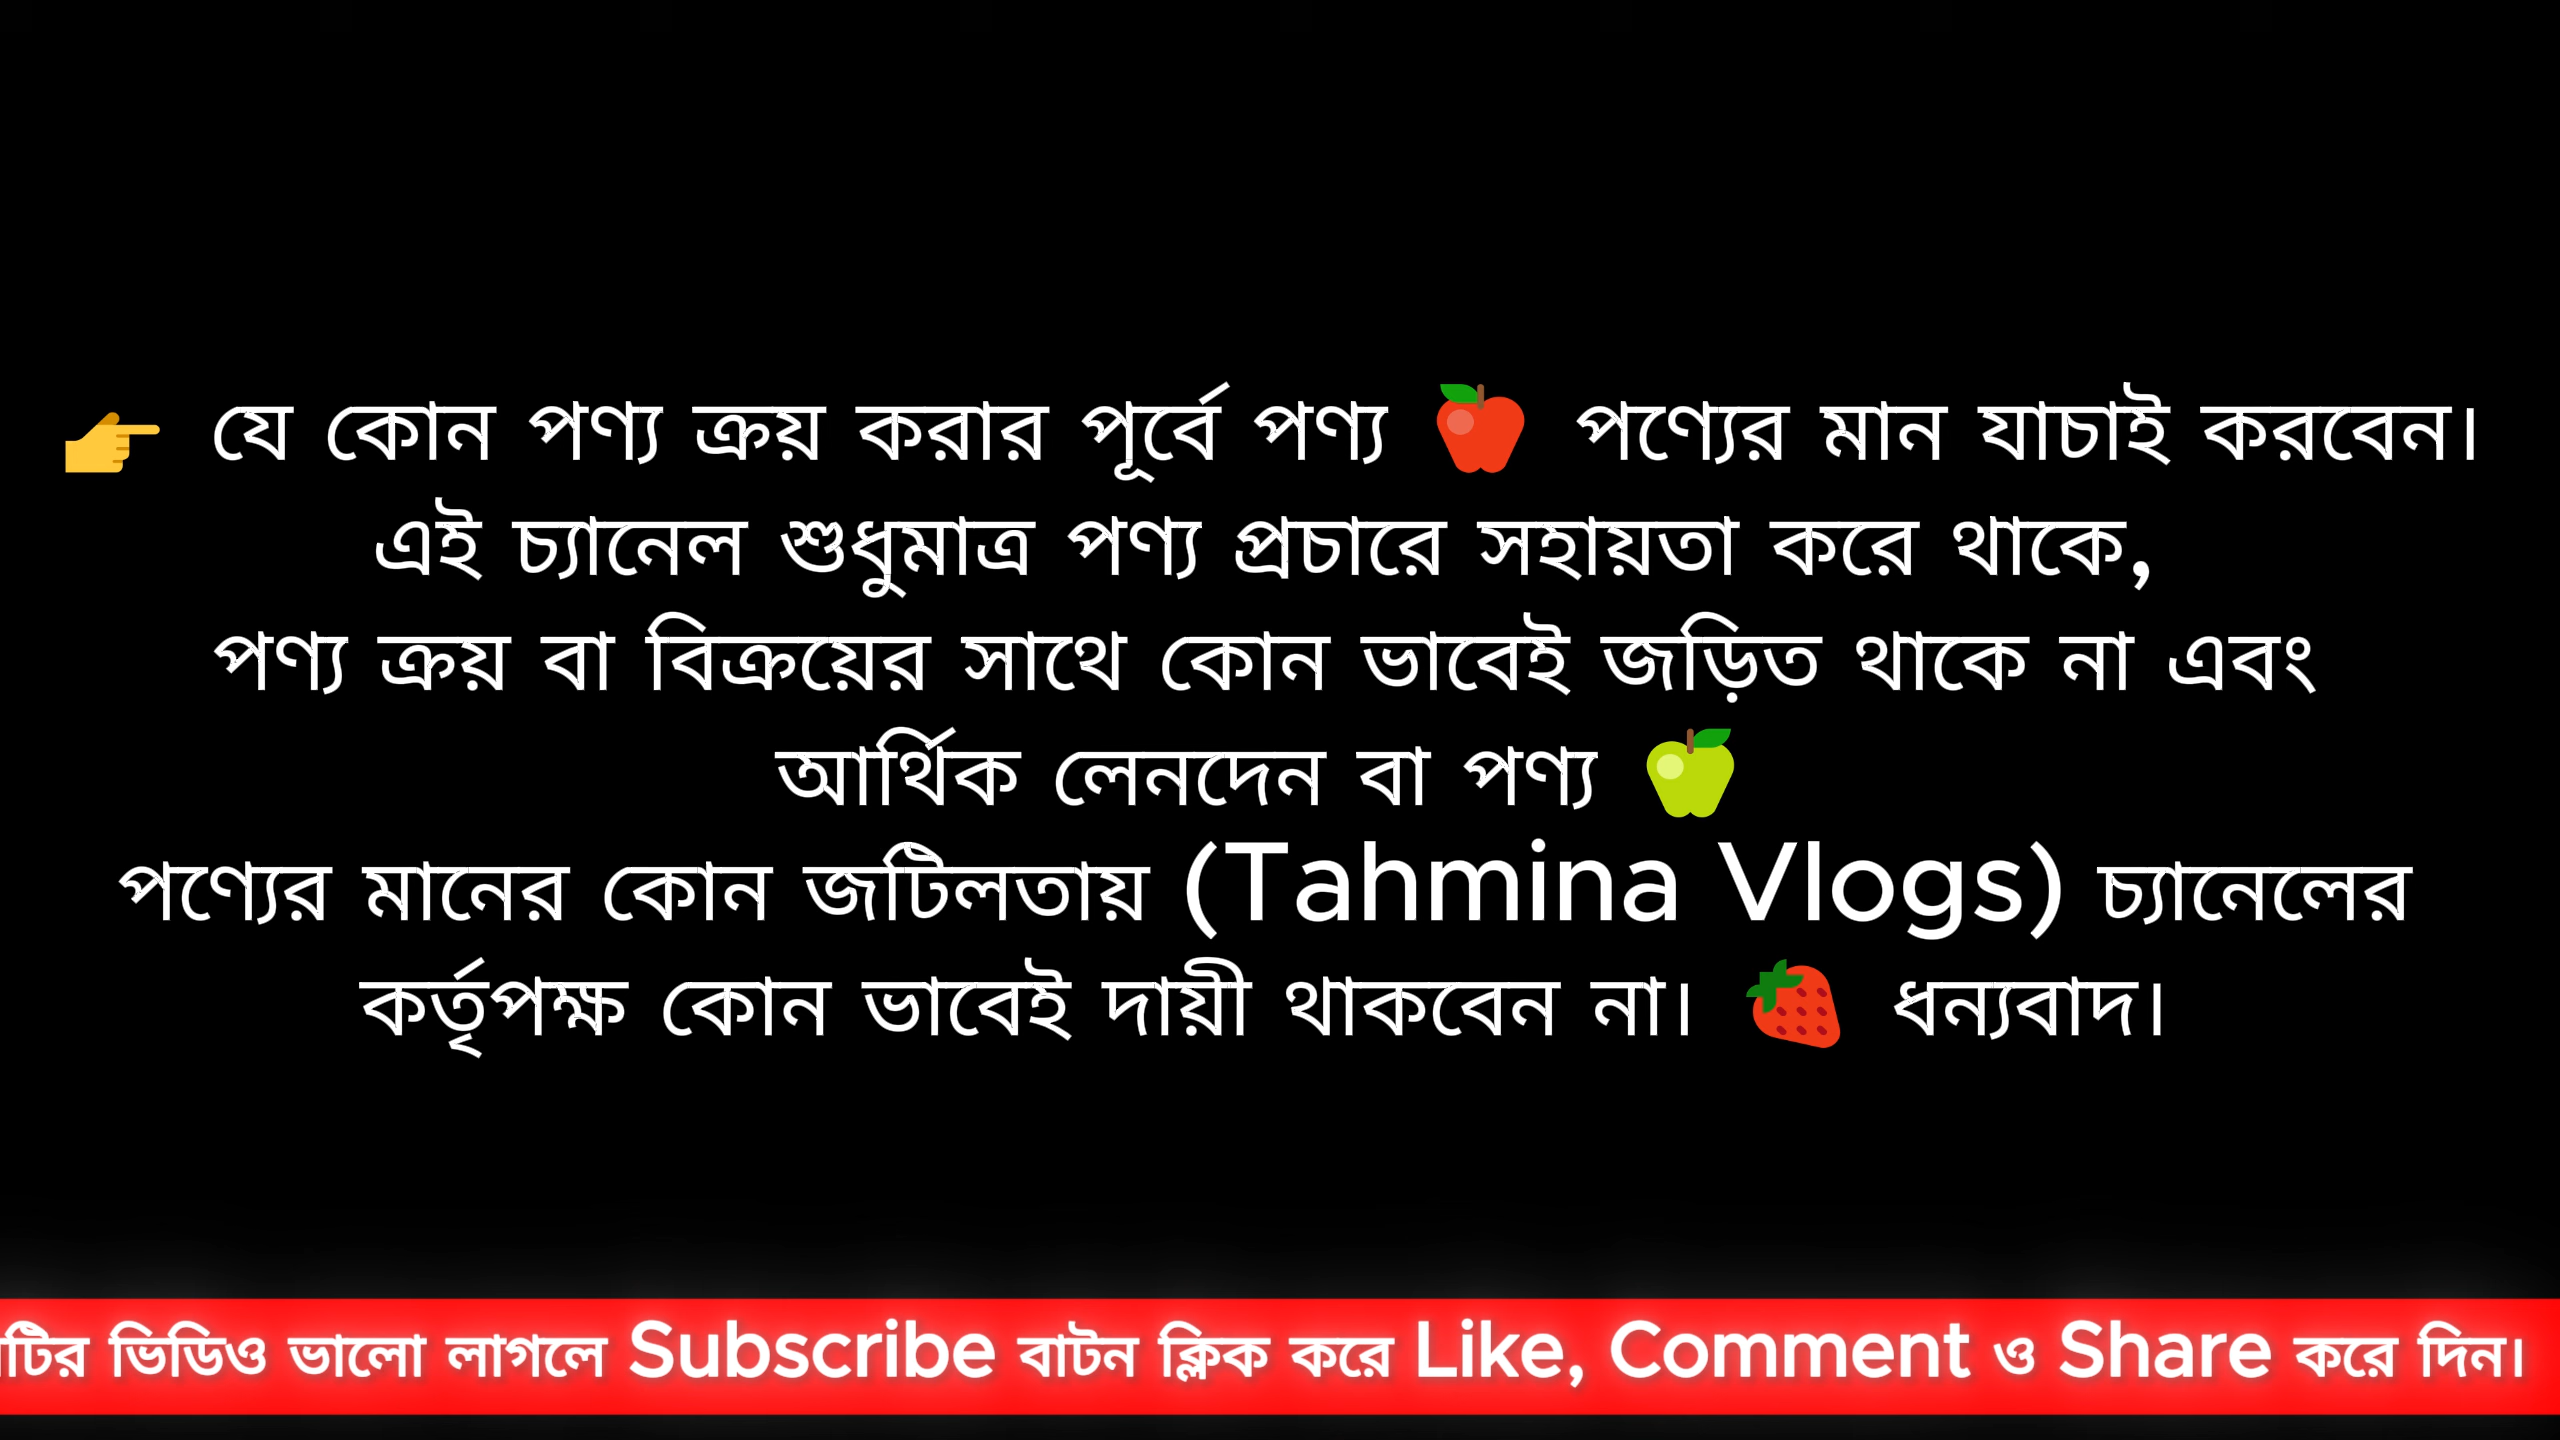 👉 যে কোন পণ্য ক্রয় করার পূর্বে পণ্য 🍎 পণ্যের মান যাচাই করবেন।
এই চ্যানেল শুধুমাত্র পণ্য প্রচারে সহায়তা করে থাকে,
পণ্য ক্রয় বা বিক্রয়ের সাথে কোন ভাবেই জড়িত থাকে না এবং
আর্থিক লেনদেন বা পণ্য 🍏
পণ্যের মানের কোন জটিলতায় (Tahmina Vlogs) চ্যানেলের
কর্তৃপক্ষ কোন ভাবেই দায়ী থাকবেন না। 🍓 ধন্যবাদ।
ভিডিও ভালো লাগলে Subscribe বাটন ক্লিক করে Like, Comment ও Share করে দিন।